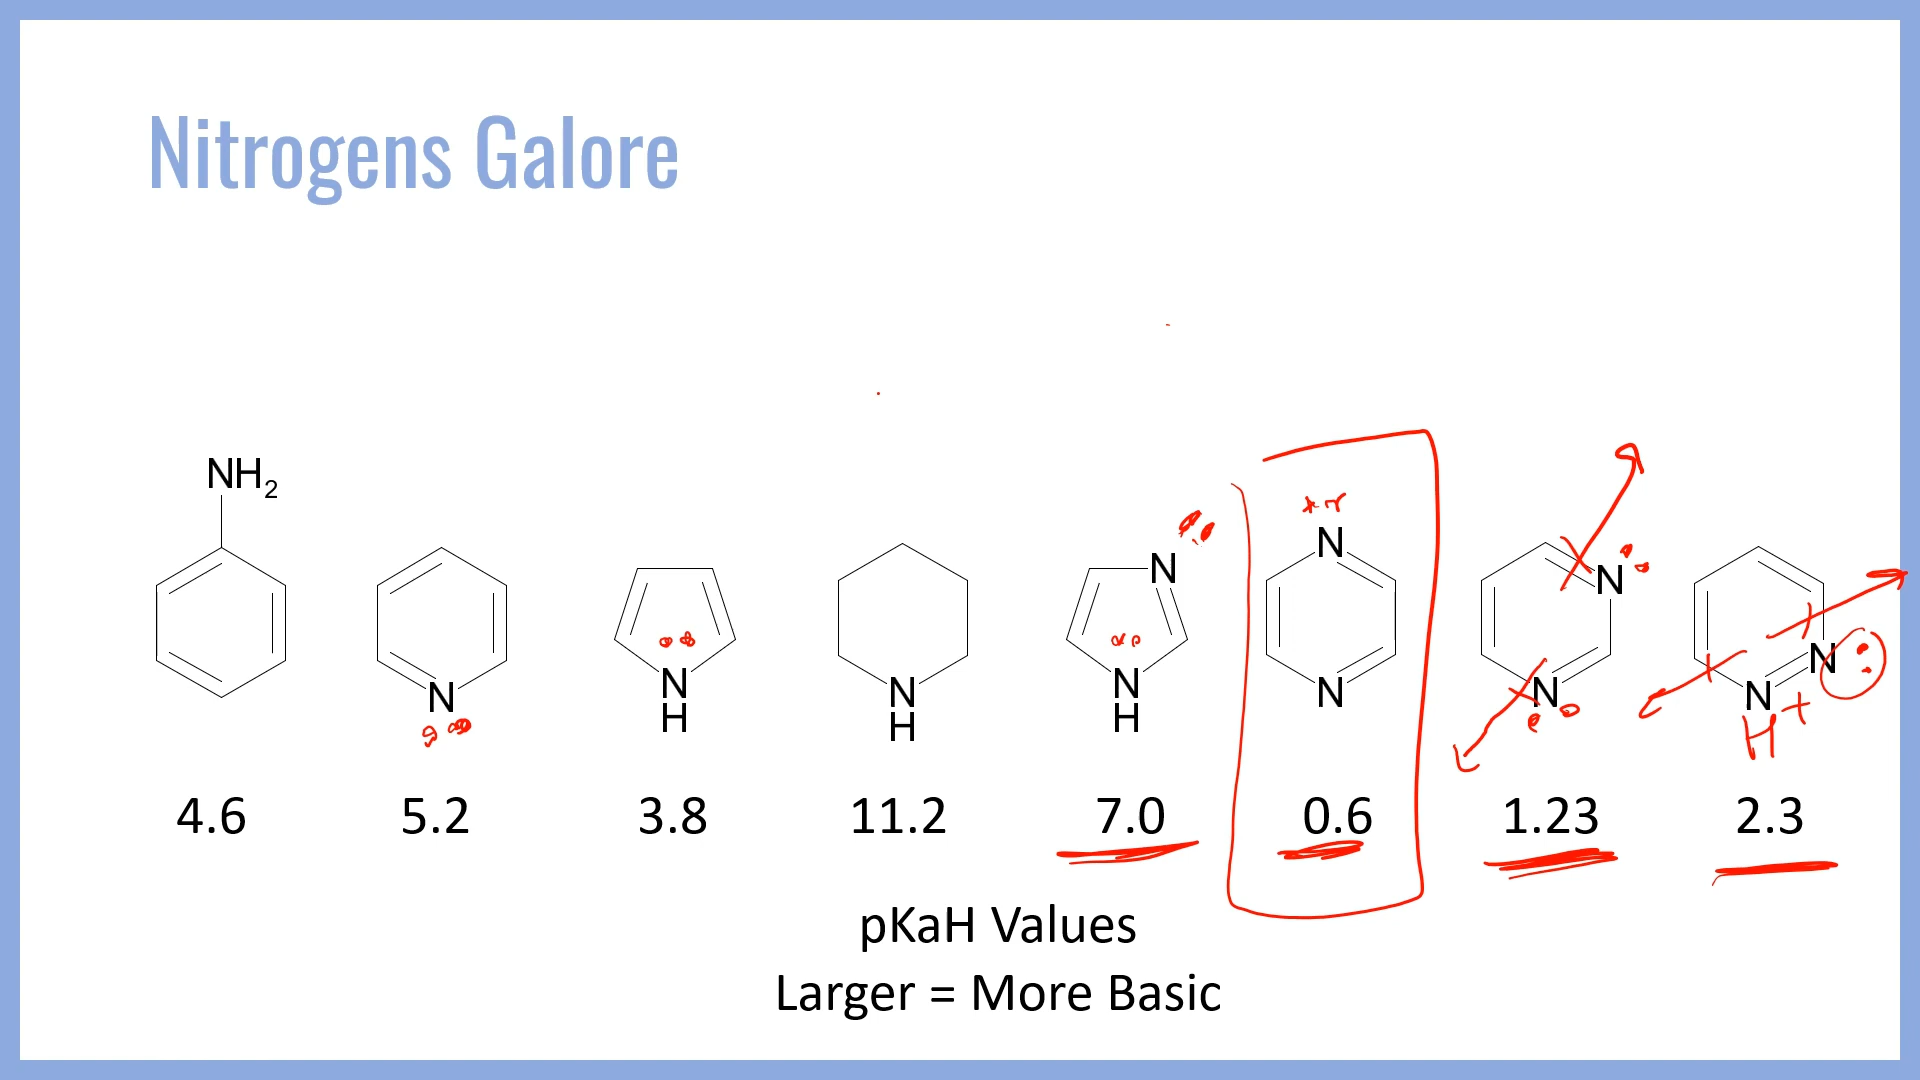 Nitrogens Galore
NH2
N
N
H
N
H
N
N
H
N
N
N
N
N
N
H +
4.6 5.2 3.8 11.2 7.0 0.6 1.23 2.3
pKaH Values
Larger = More Basic